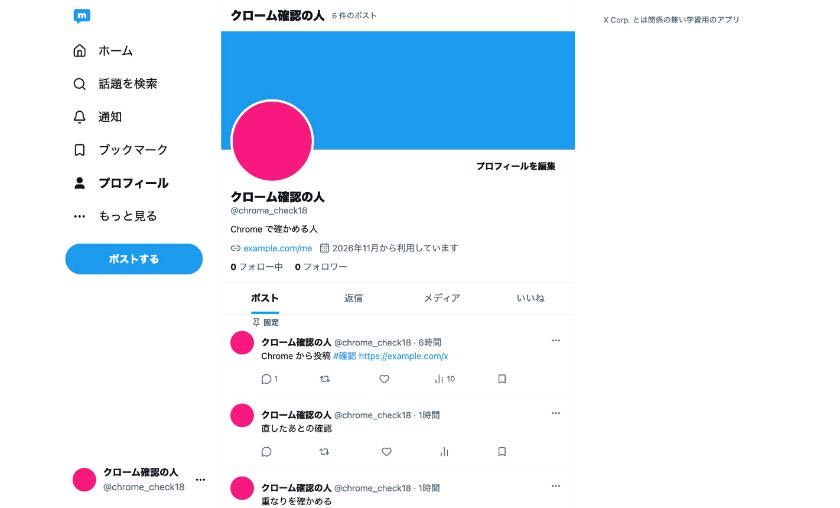 m
クローム確認の人 6 件のポスト
X Corp. とは関係の無い学習用のアプリ
ホーム
話題を検索
通知
ブックマーク
プロフィール
もっと見る
ポストする
プロフィールを編集
クローム確認の人
@chrome_check18
Chrome で確かめる人
example.com/me 2026年11月から利用しています
0 フォロー中 0 フォロワー
ポスト 返信 メディア いいね
固定
クローム確認の人 @chrome_check18 · 6時間
Chrome から投稿 #確認 https://example.com/x
1 10
クローム確認の人 @chrome_check18 · 1時間
直したあとの確認
クローム確認の人 @chrome_check18 · 1時間
重なりを確かめる
クローム確認の人
@chrome_check18